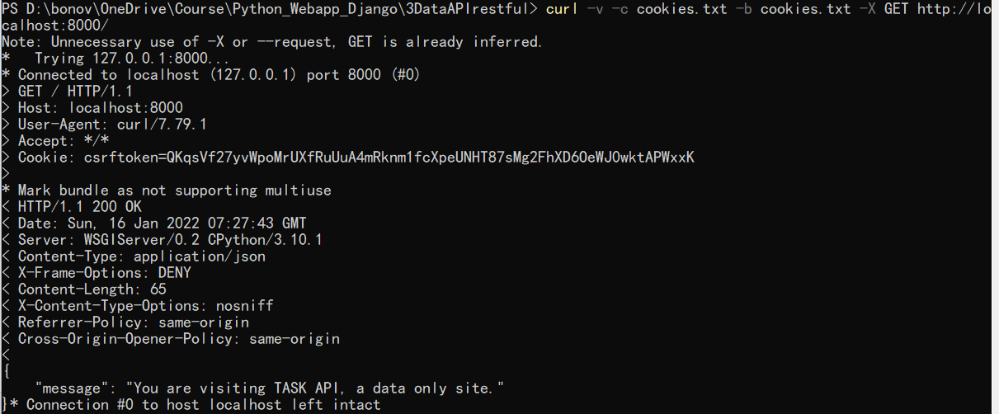 PS D:\bonov\OneDrive\Course\Python_Webapp_Django\3DataAPIrestful> curl -v -c cookies.txt -b cookies.txt -X GET http://lo
calhost:8000/
Note: Unnecessary use of -X or --request, GET is already inferred.
*   Trying 127.0.0.1:8000...
* Connected to localhost (127.0.0.1) port 8000 (#0)
> GET / HTTP/1.1
> Host: localhost:8000
> User-Agent: curl/7.79.1
> Accept: */*
> Cookie: csrftoken=QKqsVf27yvWpoMrUXfRuUuA4mRknm1fcXpeUNHT87sMg2FhXD6OeWJOwktAPWxxK
>
* Mark bundle as not supporting multiuse
< HTTP/1.1 200 OK
< Date: Sun, 16 Jan 2022 07:27:43 GMT
< Server: WSGIServer/0.2 CPython/3.10.1
< Content-Type: application/json
< X-Frame-Options: DENY
< Content-Length: 65
< X-Content-Type-Options: nosniff
< Referrer-Policy: same-origin
< Cross-Origin-Opener-Policy: same-origin
<
{
    "message": "You are visiting TASK API, a data only site."
}* Connection #0 to host localhost left intact